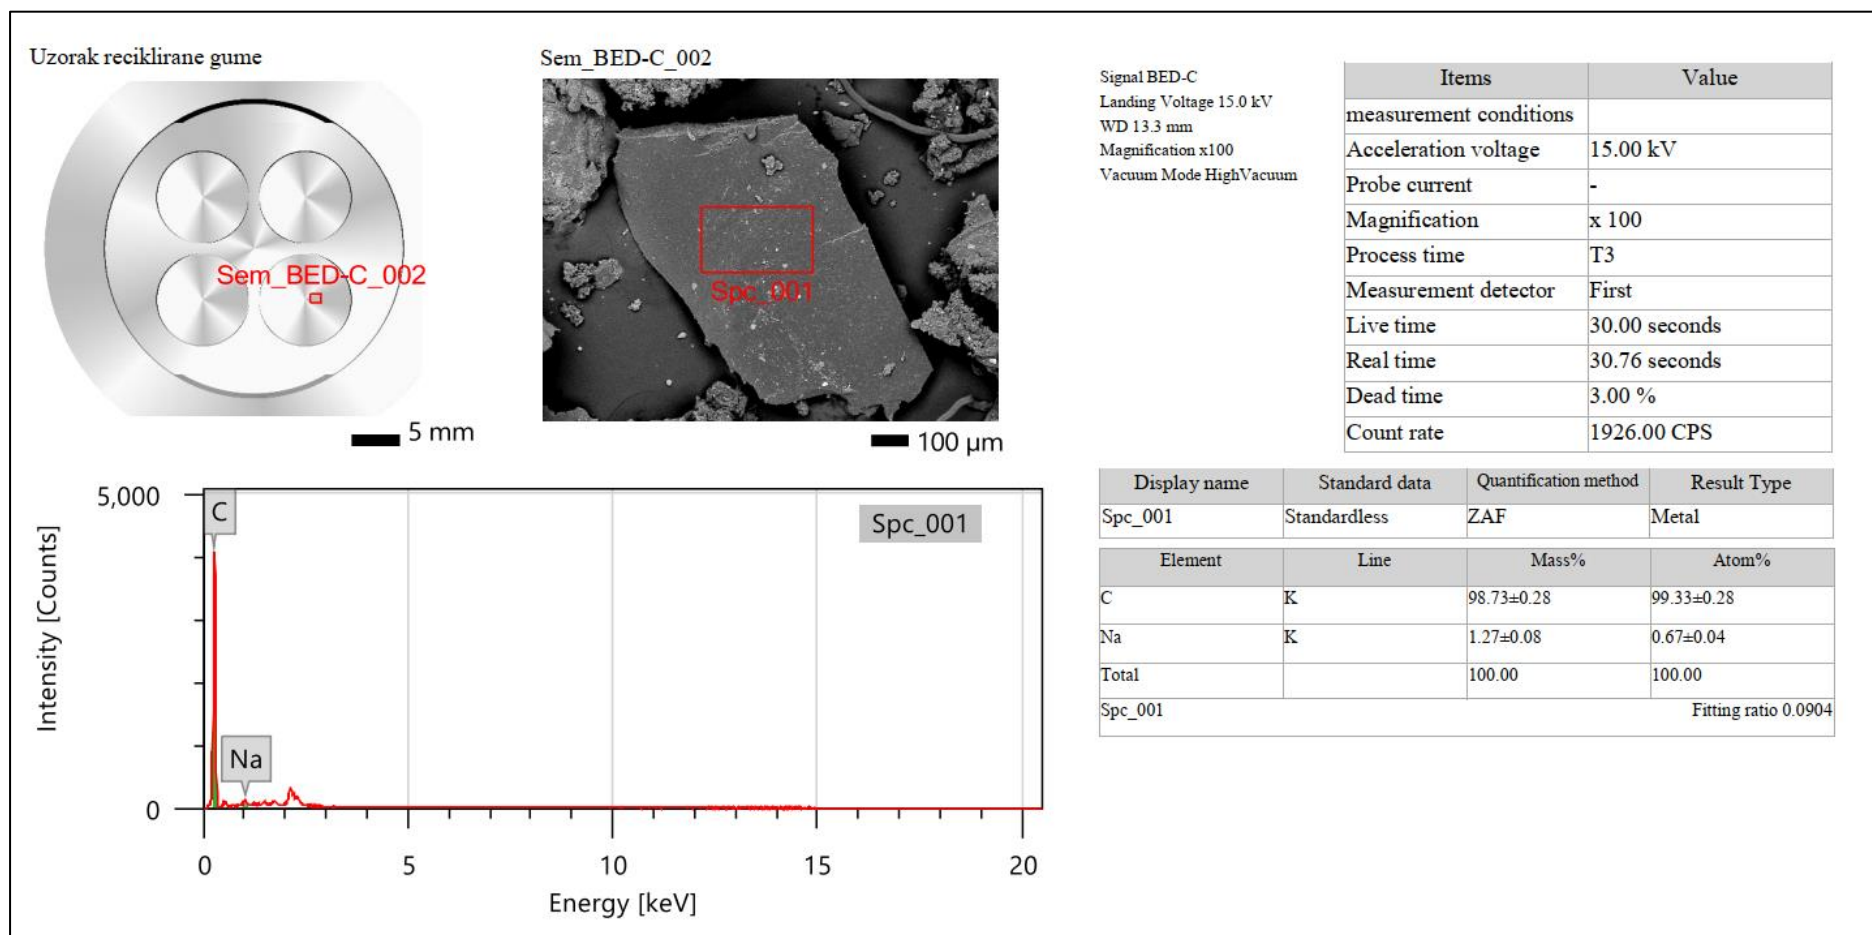 Uzorak reciklirane gume
Sem_BED-C_002
Sem_BED-C_002
5 mm
Spc_001
100 μm
Signal BED-C
Landing Voltage 15.0 kV
WD 13.3 mm
Magnification x100
Vacuum Mode HighVacuum
Items Value
measurement conditions
Acceleration voltage 15.00 kV
Probe current -
Magnification x 100
Process time T3
Measurement detector First
Live time 30.00 seconds
Real time 30.76 seconds
Dead time 3.00 %
Count rate 1926.00 CPS
Display name Standard data Quantification method Result Type
Spc_001 Standardless ZAF Metal
Element Line Mass% Atom%
C K 98.73±0.28 99.33±0.28
Na K 1.27±0.08 0.67±0.04
Total 100.00 100.00
Spc_001 Fitting ratio 0.0904
Intensity [Counts]
5,000
0
C
Na
Spc_001
0 5 10 15 20
Energy [keV]